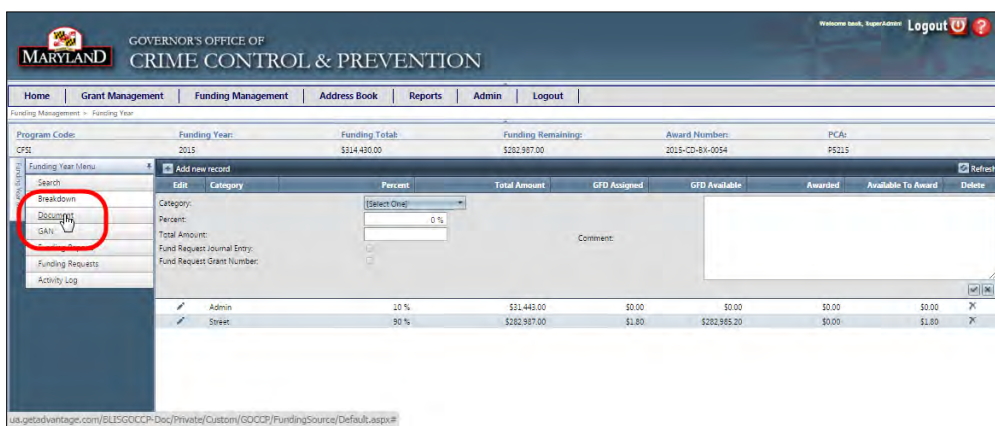 Welcome back, SuperAdmin! Logout
GOVERNOR'S OFFICE OF
MARYLAND CRIME CONTROL & PREVENTION
Home Grant Management Funding Management Address Book Reports Admin Logout
Funding Management > Funding Year
Program Code: Funding Year: Funding Total: Funding Remaining: Award Number: PCA:
CFSI 2015 $314,430.00 $282,987.00 2015-CD-BX-0054 P5215
Funding Year Menu Add new record Refresh
Search Edit Category Percent Total Amount GFD Assigned GFD Available Awarded Available To Award Delete
Breakdown Category: [Select One]
Document Percent: 0 %
GAN Total Amount: Comment:
Fund Request Journal Entry:
Funding Requests Fund Request Grant Number:
Activity Log
Admin 10 % $31,443.00 $0.00 $0.00 $0.00 $0.00
Street 90 % $282,987.00 $1.80 $282,985.20 $0.00 $1.80
ua.getadvantage.com/BLISGOCCP-Doc/Private/Custom/GOCCP/FundingSource/Default.aspx#